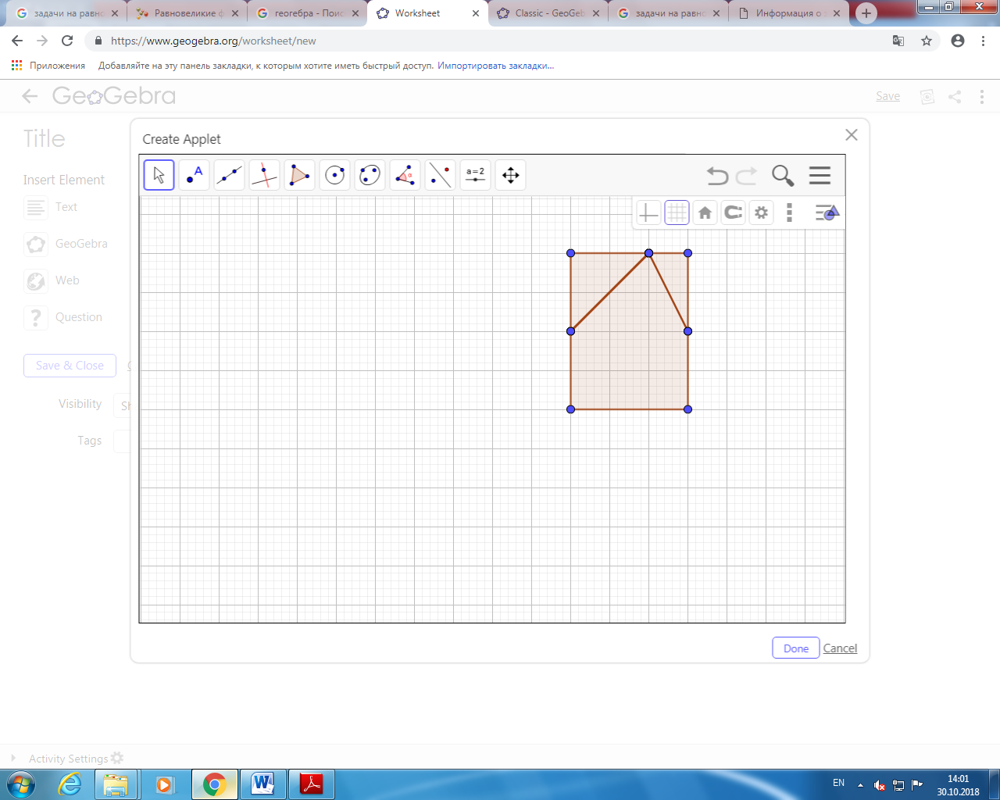 задачи на равно
Равновеликие ф
геогебра - Поис
Worksheet
Classic - GeoGeb
задачи на равно
Информация о
https://www.geogebra.org/worksheet/new
Приложения
Добавляйте на эту панель закладки, к которым хотите иметь быстрый доступ.
Импортировать закладки...
GeoGebra
Save
Title
Create Applet
Insert Element
A
a=2
Text
GeoGebra
Web
Question
Save & Close
Visibility
Sh
Tags
Done
Cancel
Activity Settings
EN
14:01
30.10.2018